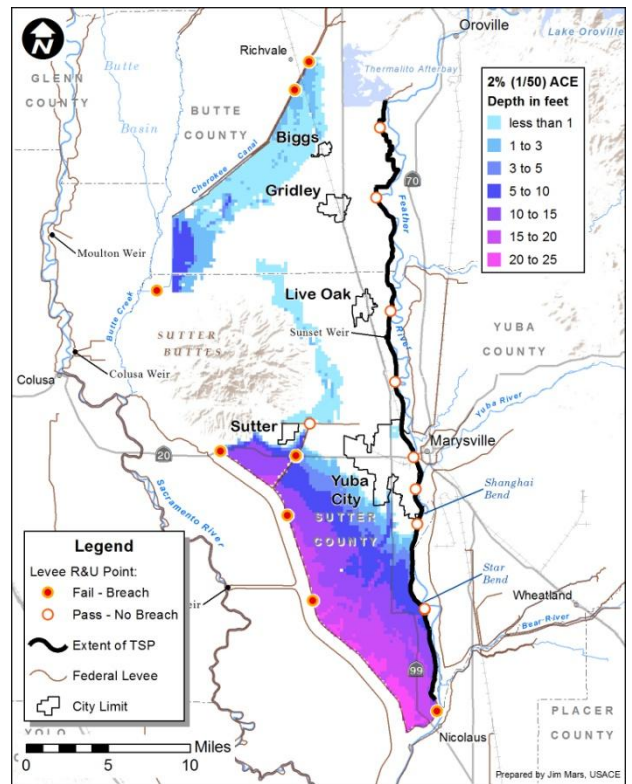 N
Oroville
Lake Oroville
Richvale
Butte
GLENN
COUNTY
Thermalito Afterbay
BUTTE
COUNTY
Basin
Biggs
Cherokee Canal
Gridley
70
Feather
River
Moulton Weir
Live Oak
Butte Creek
Sunset Weir
SUTTER
BUTTES
YUBA
COUNTY
Colusa Weir
Colusa
Yuba River
Sutter
20
Marysville
Sacramento River
Yuba
City
SUTTER
COUNTY
Shanghai
Bend
Star
Bend
Wheatland
Bear River
99
Nicolaus
PLACER
COUNTY
YOLO
2% (1/50) ACE
Depth in feet
less than 1
1 to 3
3 to 5
5 to 10
10 to 15
15 to 20
20 to 25
Legend
Levee R&U Point:
Fail - Breach
Pass - No Breach
Extent of TSP
Federal Levee
City Limit
Miles
0
5
10
Prepared by Jim Mars, USACE